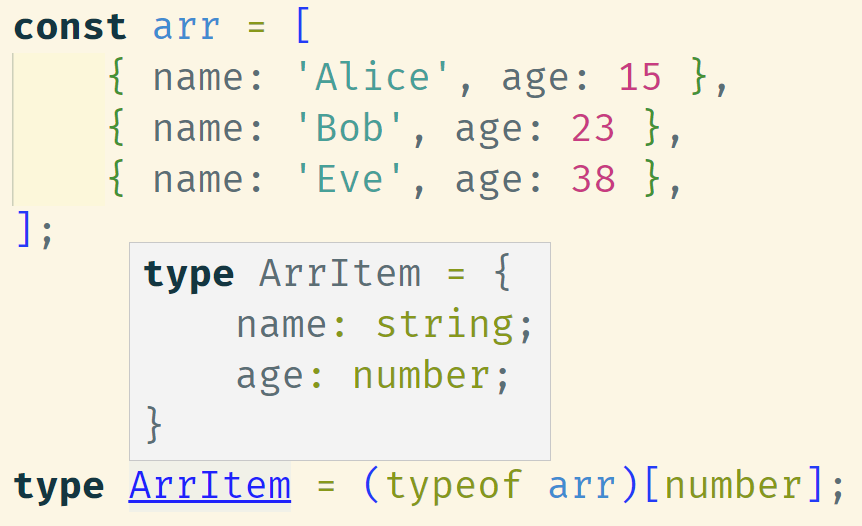 const arr = [
    { name: 'Alice', age: 15 },
    { name: 'Bob', age: 23 },
    { name: 'Eve', age: 38 },
];
type ArrItem = {
    name: string;
    age: number;
}
type ArrItem = (typeof arr)[number];